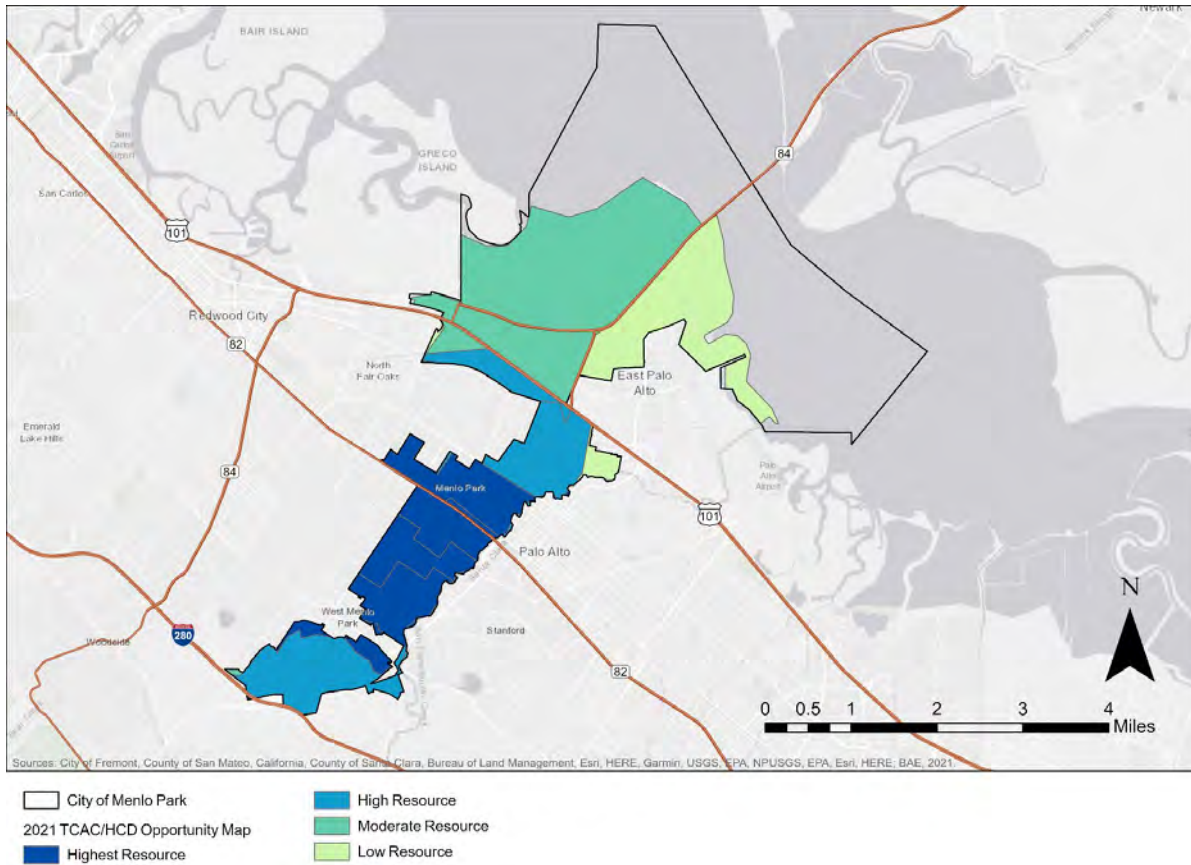 Newark
BAIR ISLAND
84
GRECO
ISLAND
San Carlos
101
Redwood City
82
North
Fair Oaks
East Palo
Alto
Emerald
Lake Hills
84
Palo
Alto
Airport
Menlo Park
101
Palo Alto
N
West Menlo
Park
Stanford
280
Woodside
82
0 0.5 1 2 3 4
Miles
Sources: City of Fremont, County of San Mateo, California, County of Santa Clara, Bureau of Land Management, Esri, HERE, Garmin, USGS, EPA, NPUSGS, EPA, Esri, HERE; BAE, 2021.
City of Menlo Park
2021 TCAC/HCD Opportunity Map
Highest Resource
High Resource
Moderate Resource
Low Resource